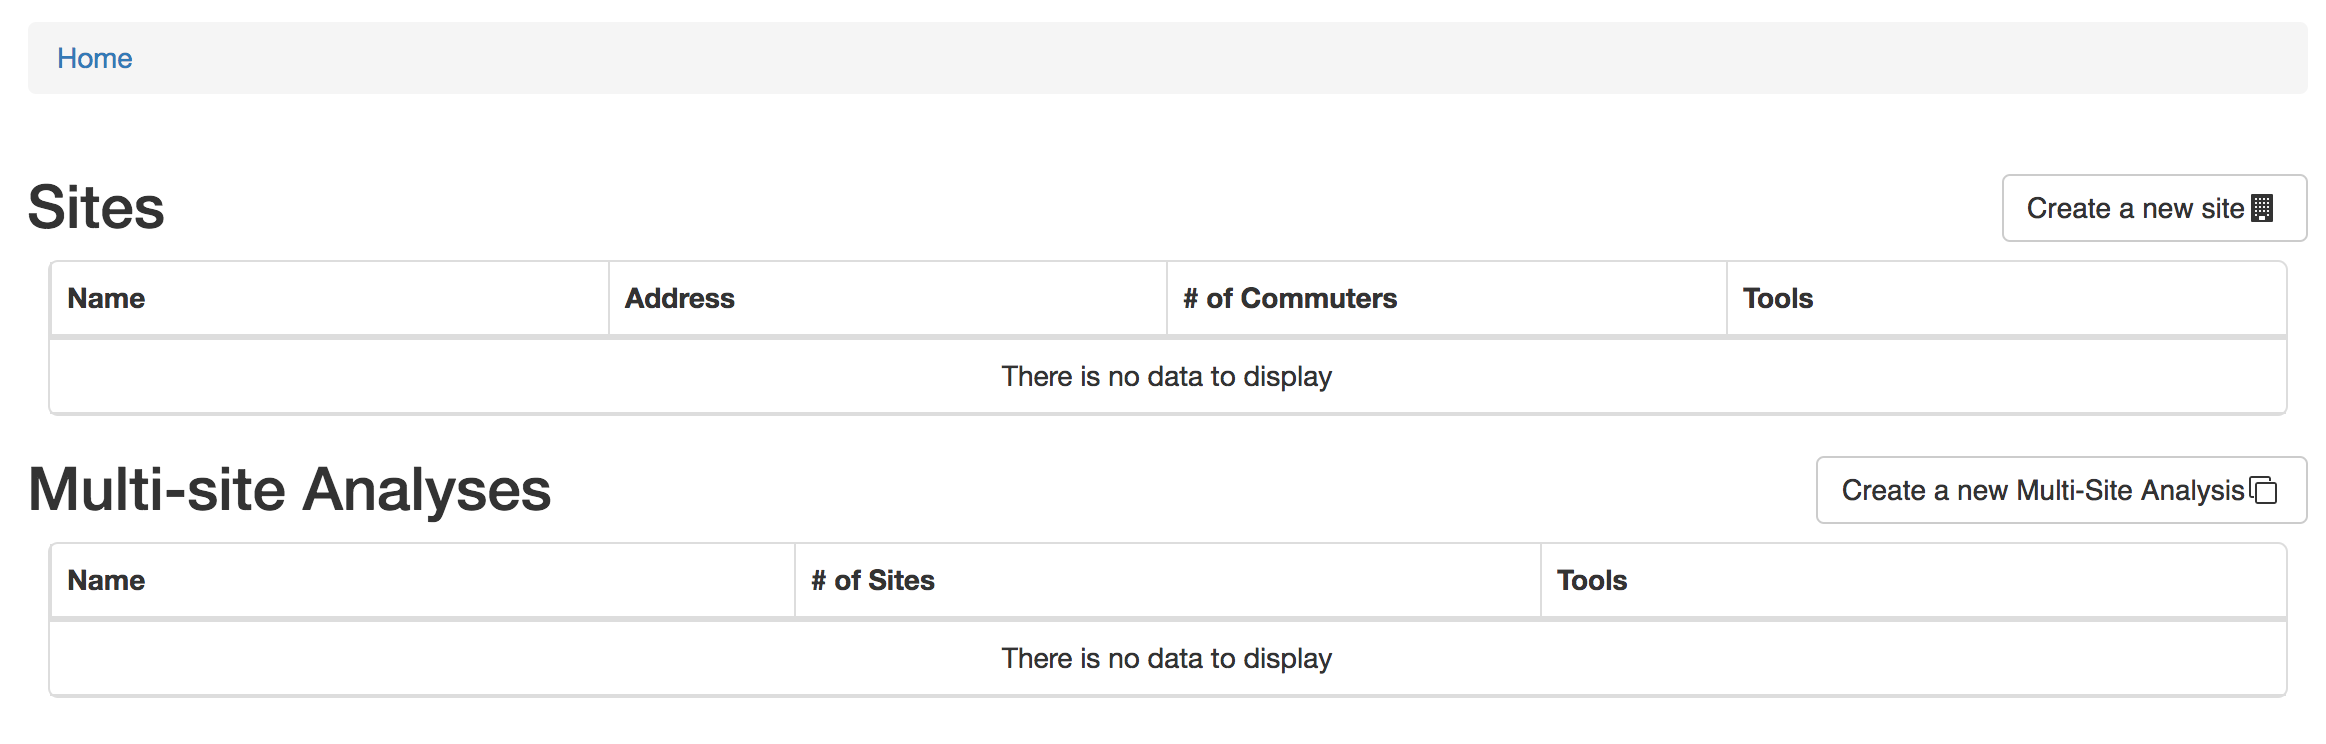 Home
Sites
Create a new site
Name Address # of Commuters Tools
There is no data to display
Multi-site Analyses
Create a new Multi-Site Analysis
Name # of Sites Tools
There is no data to display